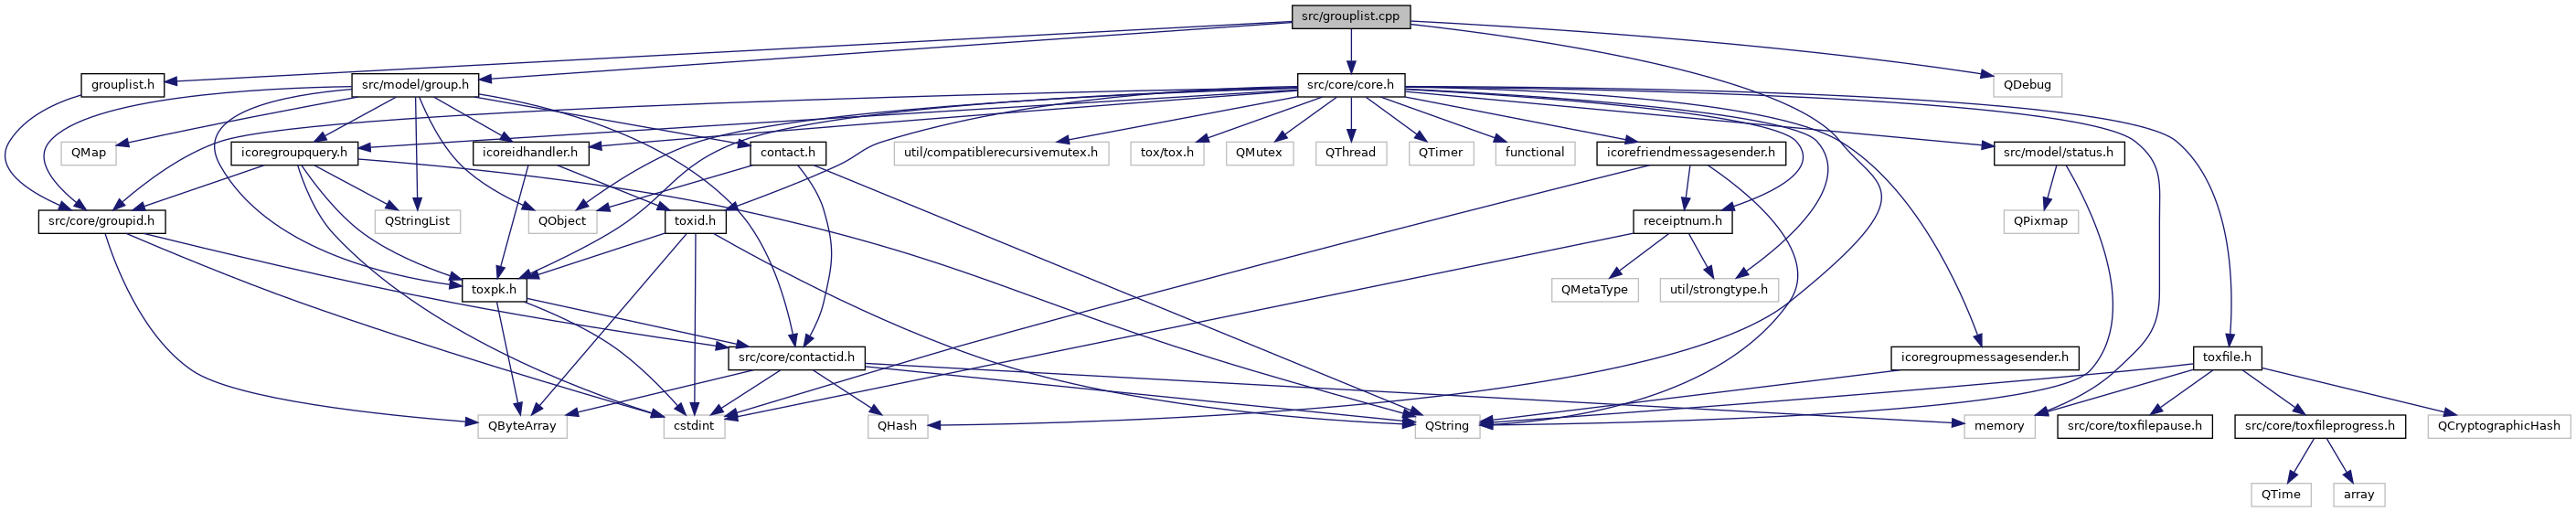 src/grouplist.cpp
grouplist.h
src/model/group.h
src/core/core.h
QDebug
QMap
icoregroupquery.h
icoreidhandler.h
contact.h
util/compatiblerecursivemutex.h
tox/tox.h
QMutex
QThread
QTimer
functional
icorefriendmessagesender.h
src/model/status.h
src/core/groupid.h
QStringList
QObject
toxid.h
receiptnum.h
QPixmap
toxpk.h
QMetaType
util/strongtype.h
src/core/contactid.h
icoregroupmessagesender.h
toxfile.h
QByteArray
cstdint
QHash
QString
memory
src/core/toxfilepause.h
src/core/toxfileprogress.h
QCryptographicHash
QTime
array